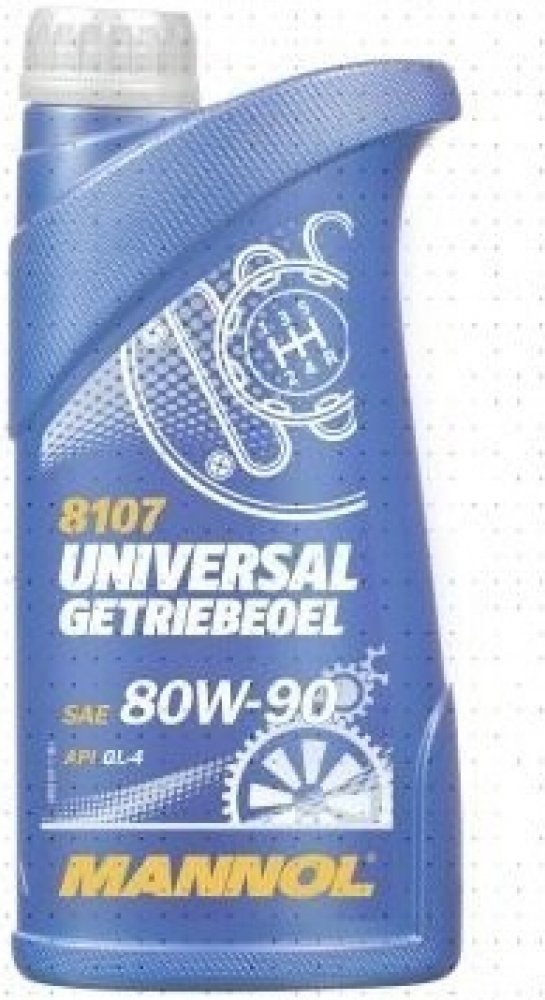 8107
UNIVERSAL
GETRIEBEOEL
SAE 80W-90
API GL-4
MANNOL®